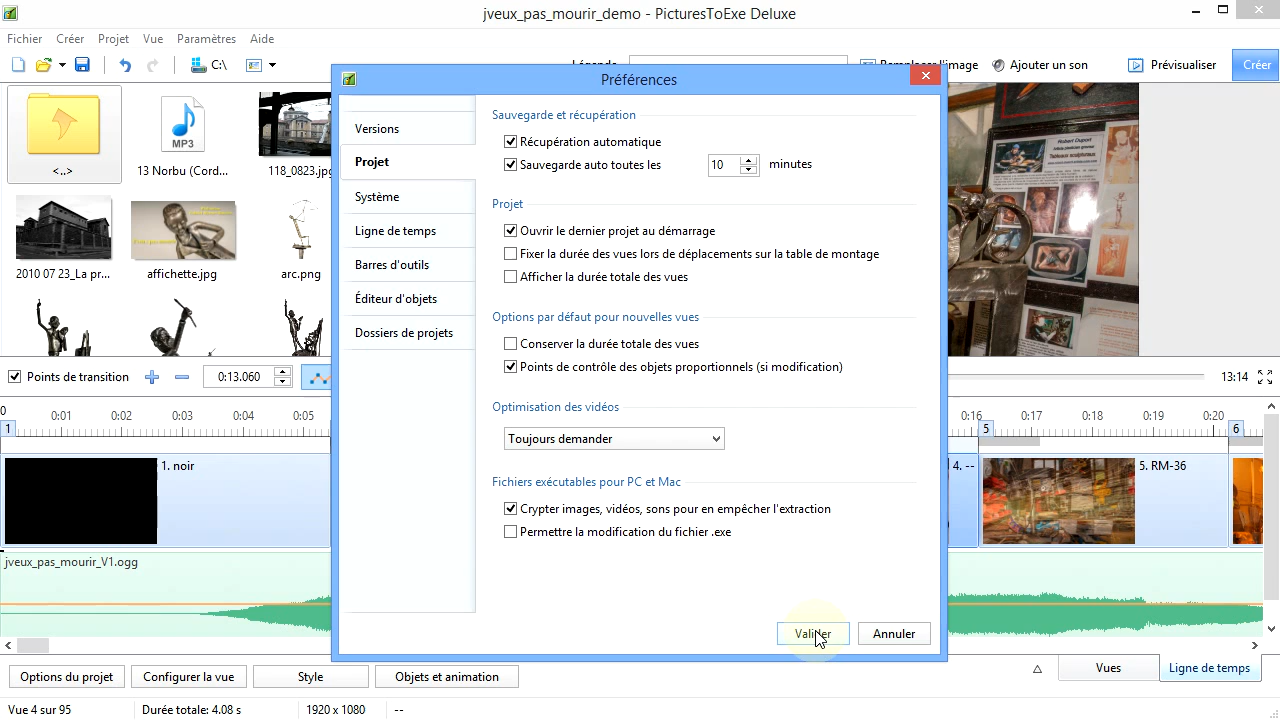 jveux_pas_mourir_demo - PicturesToExe Deluxe
Fichier Créer Projet Vue Paramètres Aide
C:\
Ajouter un son
Prévisualiser
Créer
Préférences
<..>
13 Norbu (Cord...
118_0823.jpg
2010 07 23_La pr...
affichette.jpg
arc.png
Versions
Projet
Système
Ligne de temps
Barres d'outils
Éditeur d'objets
Dossiers de projets
Sauvegarde et récupération
Récupération automatique
Sauvegarde auto toutes les 10 minutes
Projet
Ouvrir le dernier projet au démarrage
Fixer la durée des vues lors de déplacements sur la table de montage
Afficher la durée totale des vues
Options par défaut pour nouvelles vues
Conserver la durée totale des vues
Points de contrôle des objets proportionnels (si modification)
Optimisation des vidéos
Toujours demander
Fichiers exécutables pour PC et Mac
Crypter images, vidéos, sons pour en empêcher l'extraction
Permettre la modification du fichier .exe
Valider
Annuler
MP3
Robert Duport
Tableaux sculpturaux
Points de transition
0:13.060
13:14
0 0:01 0:02 0:03 0:04 0:05 0:16 0:17 0:18 0:19 0:20
1 5 6
1. noir
4. --
5. RM-36
jveux_pas_mourir_V1.ogg
Options du projet
Configurer la vue
Style
Objets et animation
Vues
Ligne de temps
Vue 4 sur 95
Durée totale: 4.08 s
1920 x 1080
--